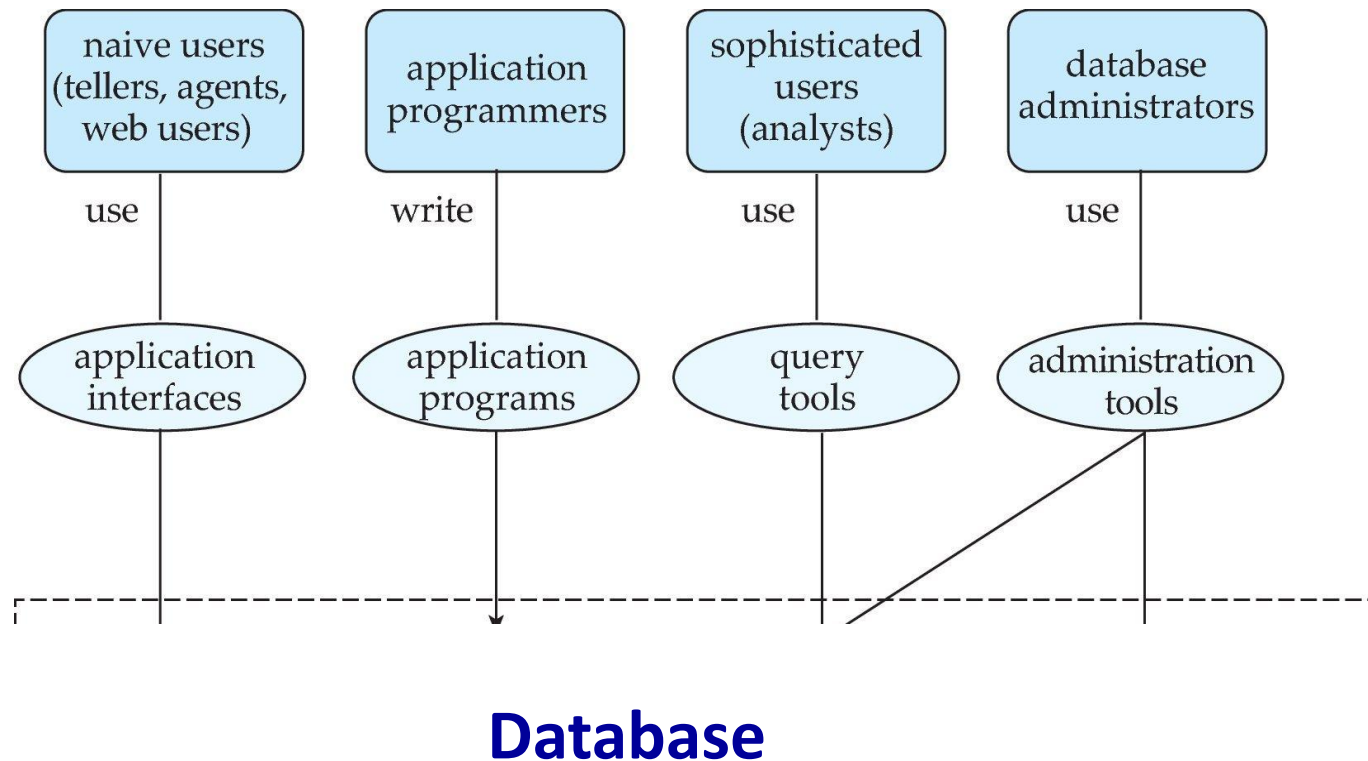 naive users
(tellers, agents,
web users)
application
programmers
sophisticated
users
(analysts)
database
administrators
use
write
use
use
application
interfaces
application
programs
query
tools
administration
tools
Database